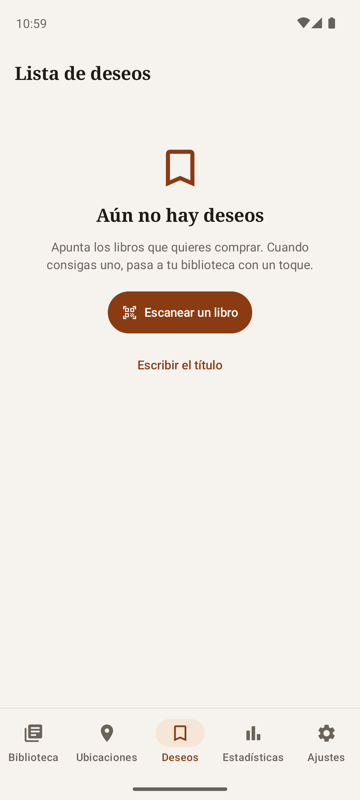 10:59
Lista de deseos
Aún no hay deseos
Apunta los libros que quieres comprar. Cuando
consigas uno, pasa a tu biblioteca con un toque.
Escanear un libro
Escribir el título
Biblioteca
Ubicaciones
Deseos
Estadísticas
Ajustes